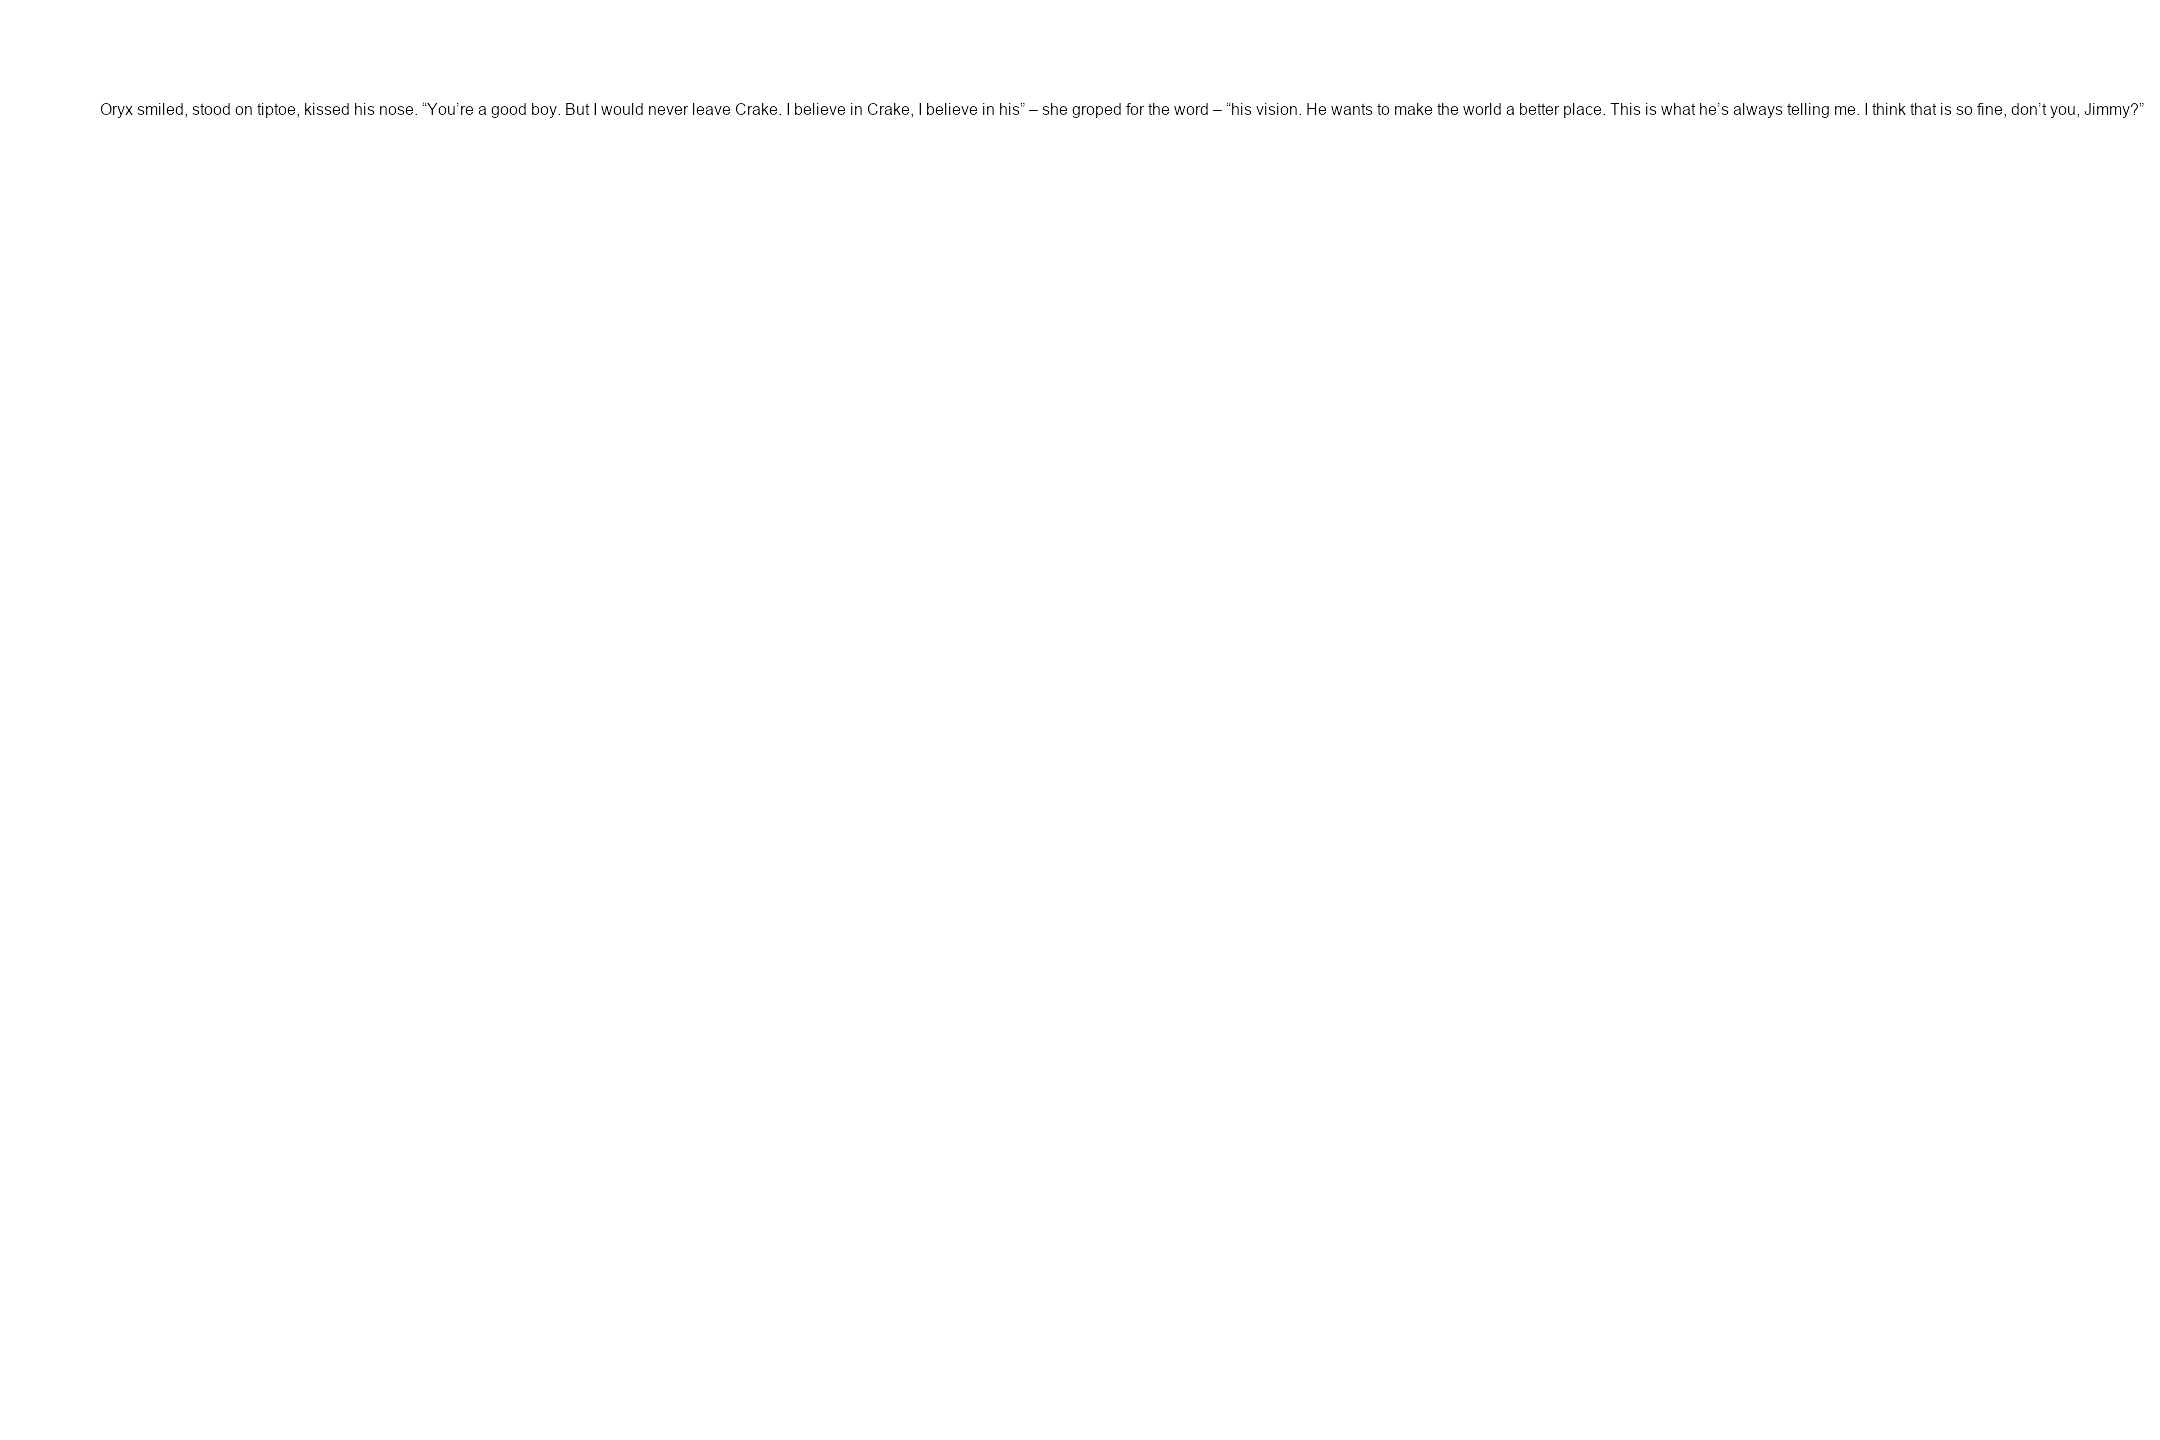 Oryx smiled, stood on tiptoe, kissed his nose. “You’re a good boy. But I would never leave Crake. I believe in Crake, I believe in his” – she groped for the word – “his vision. He wants to make the world a better place. This is what he’s always telling me. I think that is so fine, don’t you, Jimmy?”